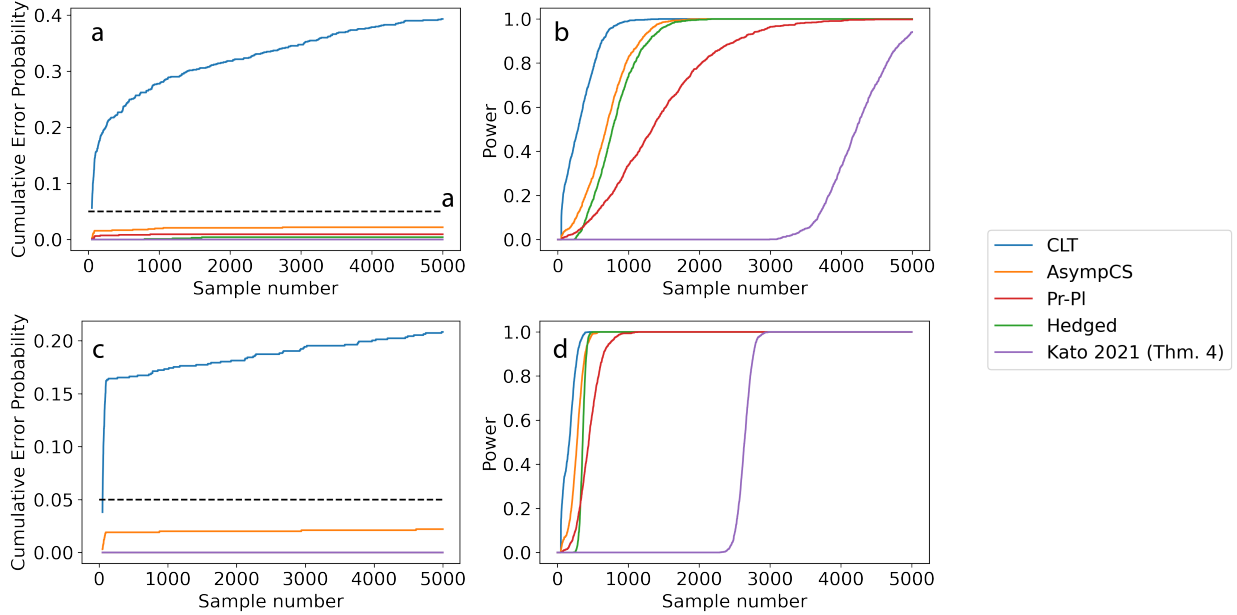 a
Cumulative Error Probability
0.4
0.3
0.2
0.1
0.0
a
0 1000 2000 3000 4000 5000
Sample number
b
Power
1.0
0.8
0.6
0.4
0.2
0.0
0 1000 2000 3000 4000 5000
Sample number
c
Cumulative Error Probability
0.20
0.15
0.10
0.05
0.00
0 1000 2000 3000 4000 5000
Sample number
d
Power
1.0
0.8
0.6
0.4
0.2
0.0
0 1000 2000 3000 4000 5000
Sample number
CLT
AsympCS
Pr-Pl
Hedged
Kato 2021 (Thm. 4)